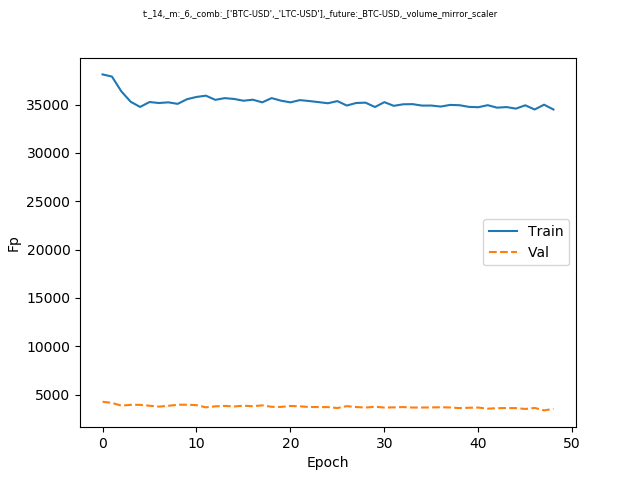 t:_14,_m:_6,_comb:_['BTC-USD',_'LTC-USD'],_future:_BTC-USD,_volume_mirror_scaler
35000
30000
25000
20000
15000
10000
5000
Fp
Train
Val
0 10 20 30 40 50
Epoch